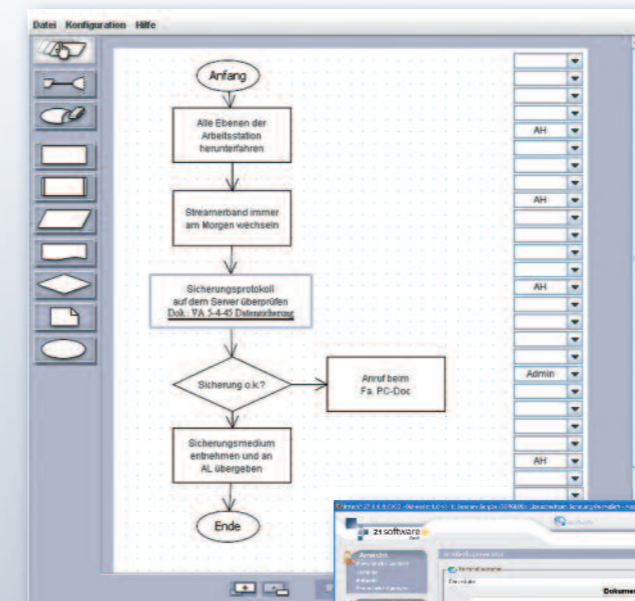 Datei Konfiguration Hilfe
Anfang
Alle Ebenen der
Arbeitsstation
herunterfahren
AH
Streamerband immer
am Morgen wechseln
AH
Sicherungsprotokoll
auf dem Server überprüfen
Dok.: VA 5-4-45 Datensicherung
AH
Sicherung o.k.?
Anruf beim
Fa. PC-Doc
Admin
Sicherungsmedium
entnehmen und an
AL übergeben
AH
Ende
21 software
Ansicht